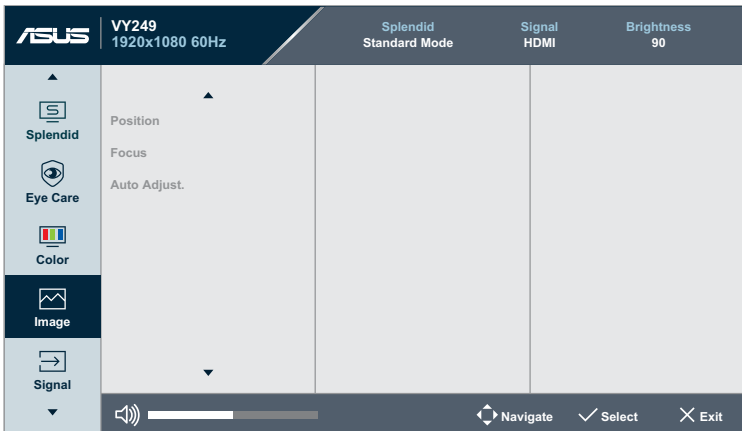 ASUS
VY249
1920x1080 60Hz
Splendid
Standard Mode
Signal
HDMI
Brightness
90
S
Splendid
Eye Care
Color
Image
Signal
Position
Focus
Auto Adjust.
Navigate
Select
Exit